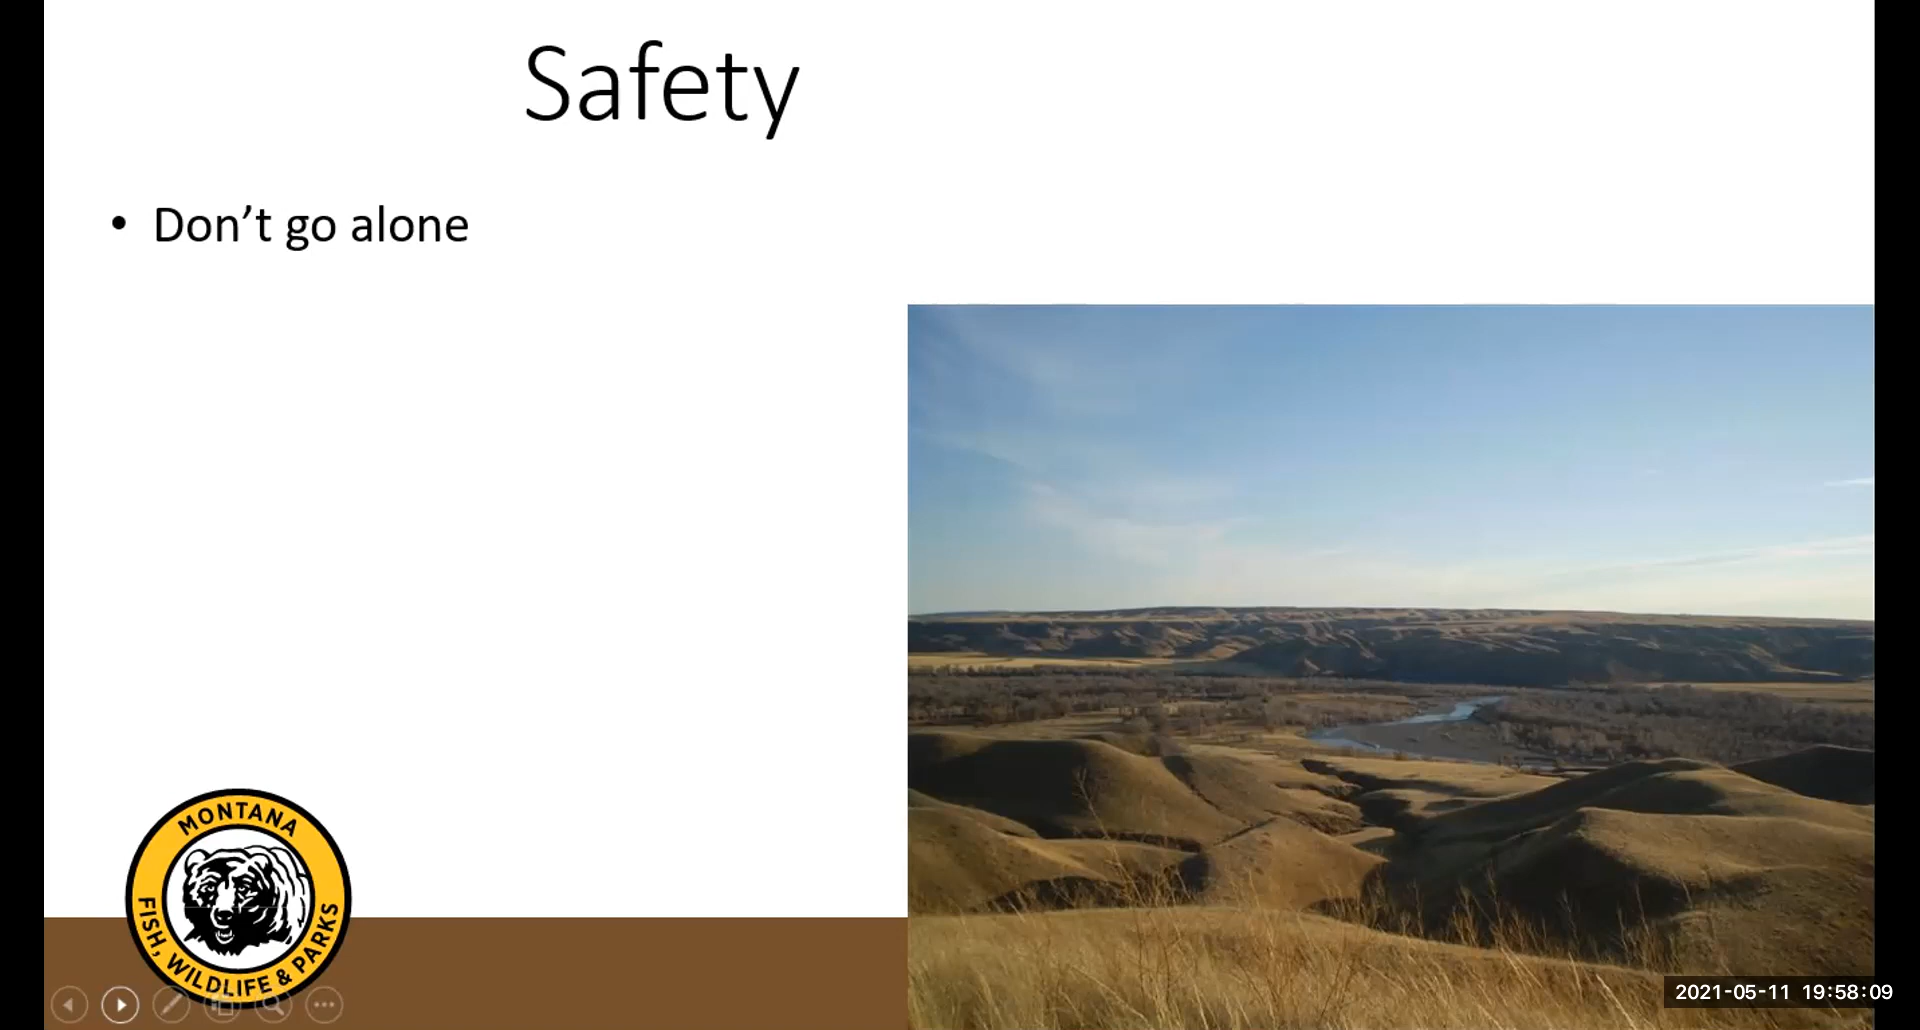 Safety
• Don’t go alone
MONTANA
FISH, WILDLIFE & PARKS
2021-05-11 19:58:09